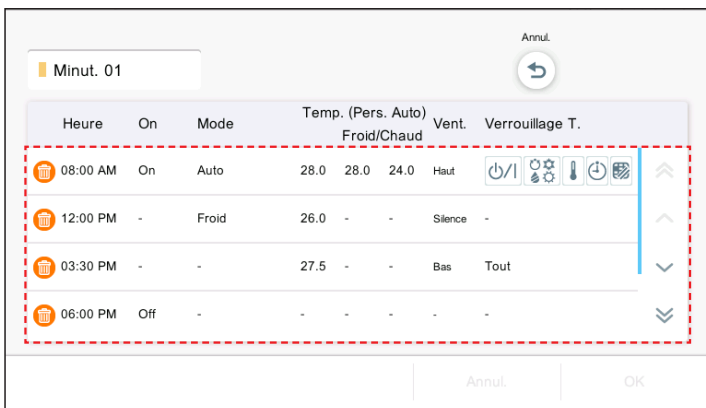 Annul.
Minut. 01
Heure On Mode Temp. (Pers. Auto) Froid/Chaud Vent. Verrouillage T.
08:00 AM On Auto 28.0 28.0 24.0 Haut
12:00 PM - Froid 26.0 - - Silence -
03:30 PM - - 27.5 - - Bas Tout
06:00 PM Off - - - - - -
Annul. OK